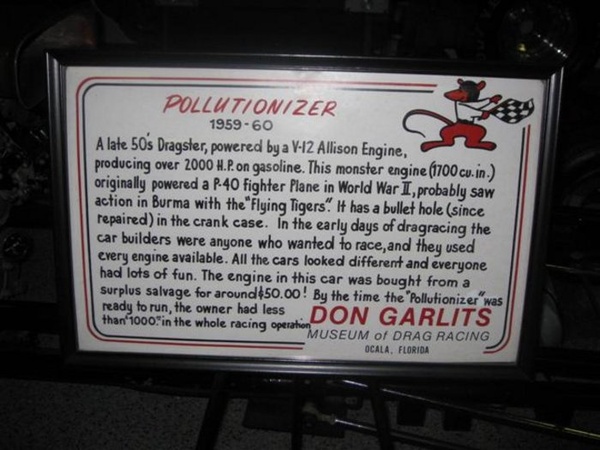 POLLUTIONIZER
1959-60
A late 50's Dragster, powered by a V-12 Allison Engine,
producing over 2000 H.P. on gasoline. This monster engine (1700 cu. in.)
originally powered a P-40 fighter Plane in World War II, probably saw
action in Burma with the "Flying Tigers". It has a bullet hole (since
repaired) in the crank case. In the early days of dragracing the
car builders were anyone who wanted to race, and they used
every engine available. All the cars looked different and everyone
had lots of fun. The engine in this car was bought from a
surplus salvage for around $50.00! By the time the "Pollutionizer" was
ready to run, the owner had less
than $1000.00 in the whole racing operation
DON GARLITS
MUSEUM of DRAG RACING
OCALA, FLORIDA